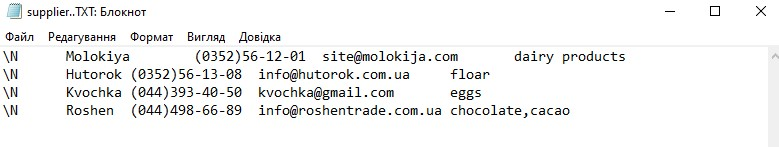 supplier..TXT: Блокнот
Файл Редагування Формат Вигляд Довідка
\N Molokiya (0352)56-12-01 site@molokija.com dairy products
\N Hutorok (0352)56-13-08 info@hutorok.com.ua floar
\N Kvochka (044)393-40-50 kvochka@gmail.com eggs
\N Roshen (044)498-66-89 info@roshentrade.com.ua chocolate,cacao